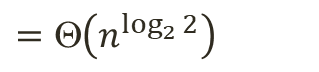 = Θ(n^{log₂ 2})